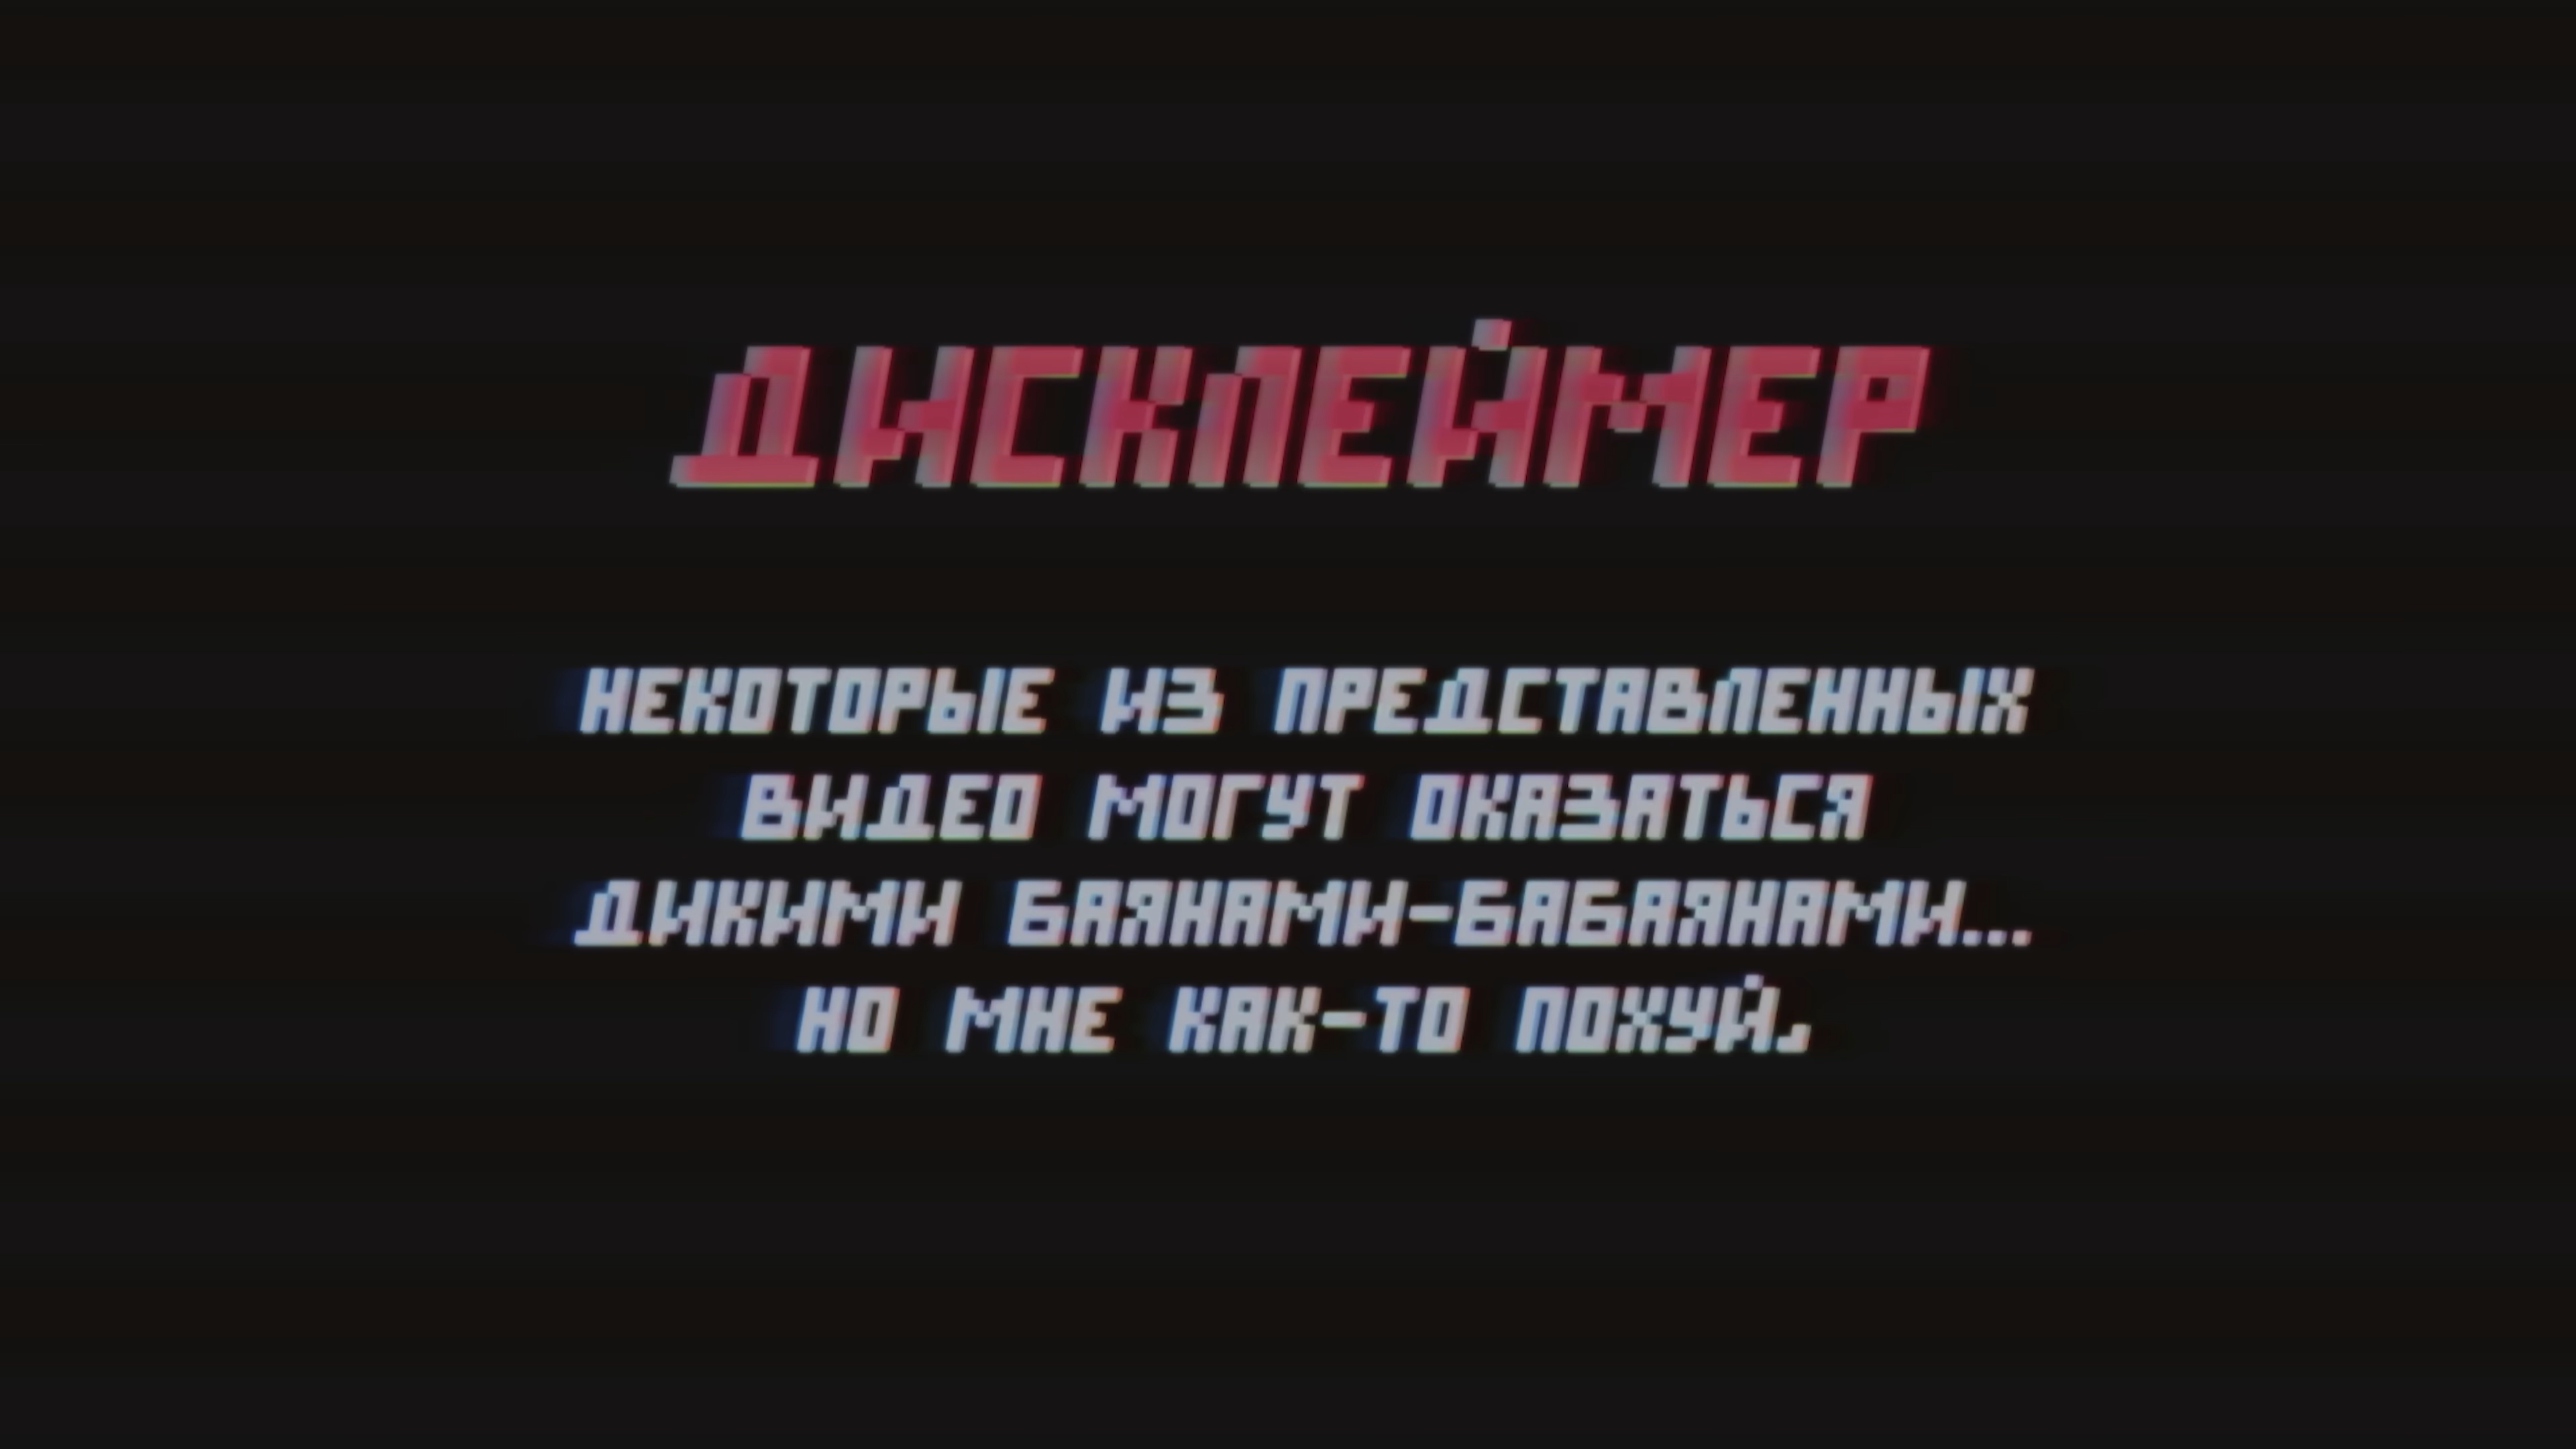 ДИСКЛЕЙМЕР
НЕКОТОРЫЕ ИЗ ПРЕДСТАВЛЕННЫХ
ВИДЕО МОГУТ ОКАЗАТЬСЯ
ДИКИМИ БАЯНАМИ-БАБАЯНАМИ...
НО МНЕ КАК-ТО ПОХУЙ.